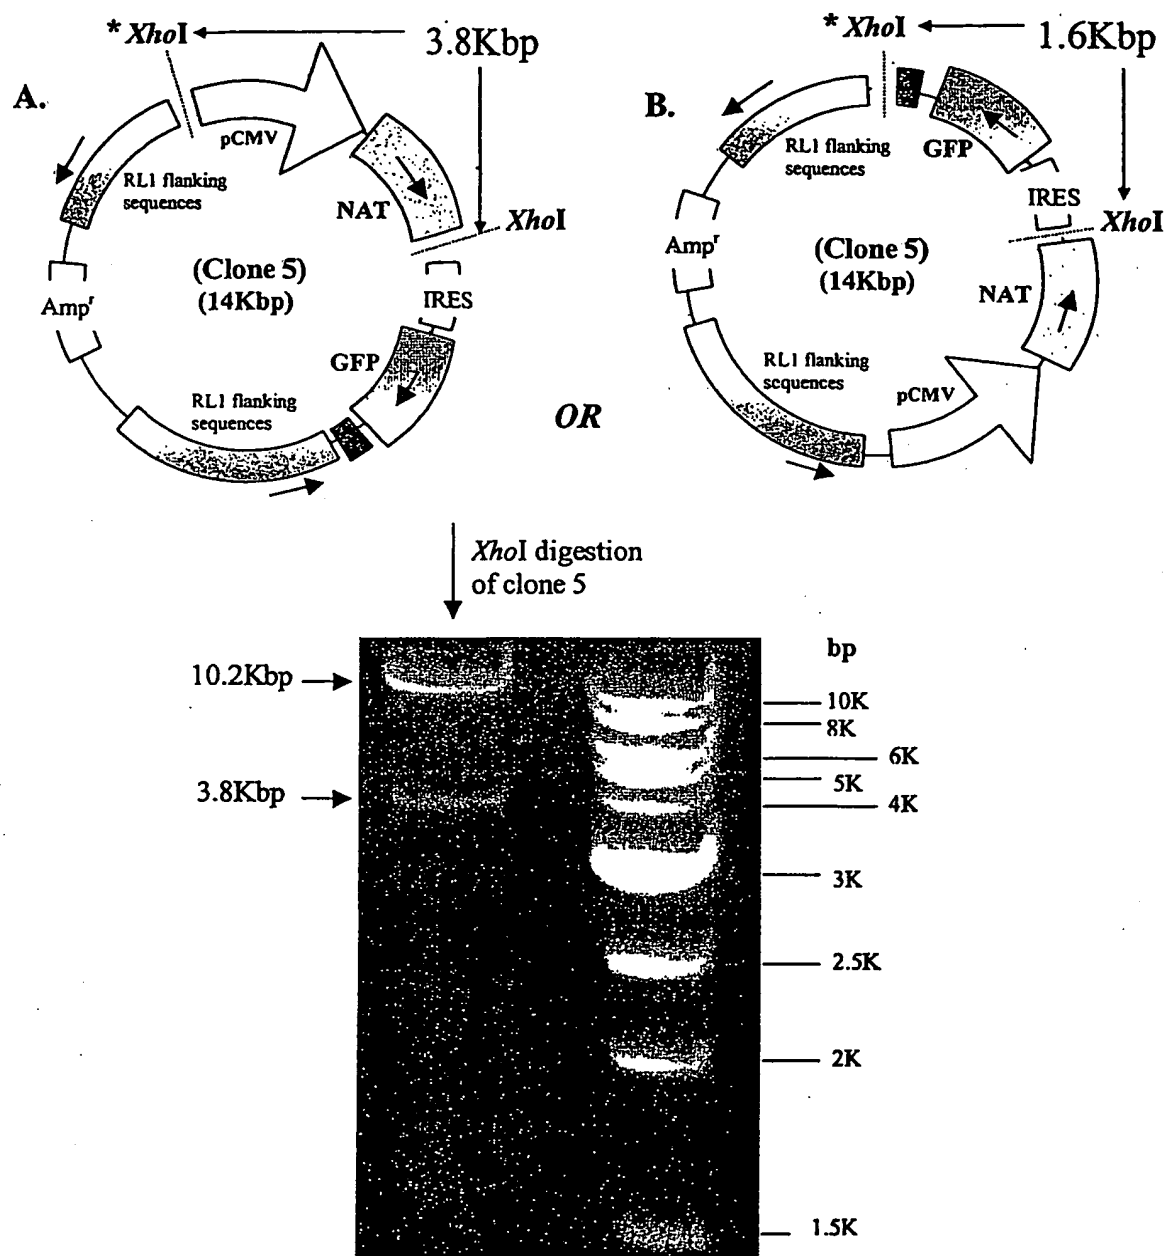 A.
*XhoI
3.8Kbp
pCMV
RL1 flanking
sequences
NAT
XhoI
(Clone 5)
(14Kbp)
Ampr
IRES
GFP
RL1 flanking
sequences
OR
B.
*XhoI
1.6Kbp
RL1 flanking
sequences
GFP
IRES
XhoI
Ampr
(Clone 5)
(14Kbp)
NAT
RL1 flanking
sequences
pCMV
XhoI digestion
of clone 5
10.2Kbp
3.8Kbp
bp
10K
8K
6K
5K
4K
3K
2.5K
2K
1.5K